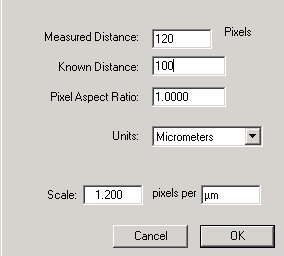 Measured Distance: 120 Pixels
Known Distance: 100
Pixel Aspect Ratio: 1.0000
Units: Micrometers
Scale: 1.200 pixels per µm
Cancel OK